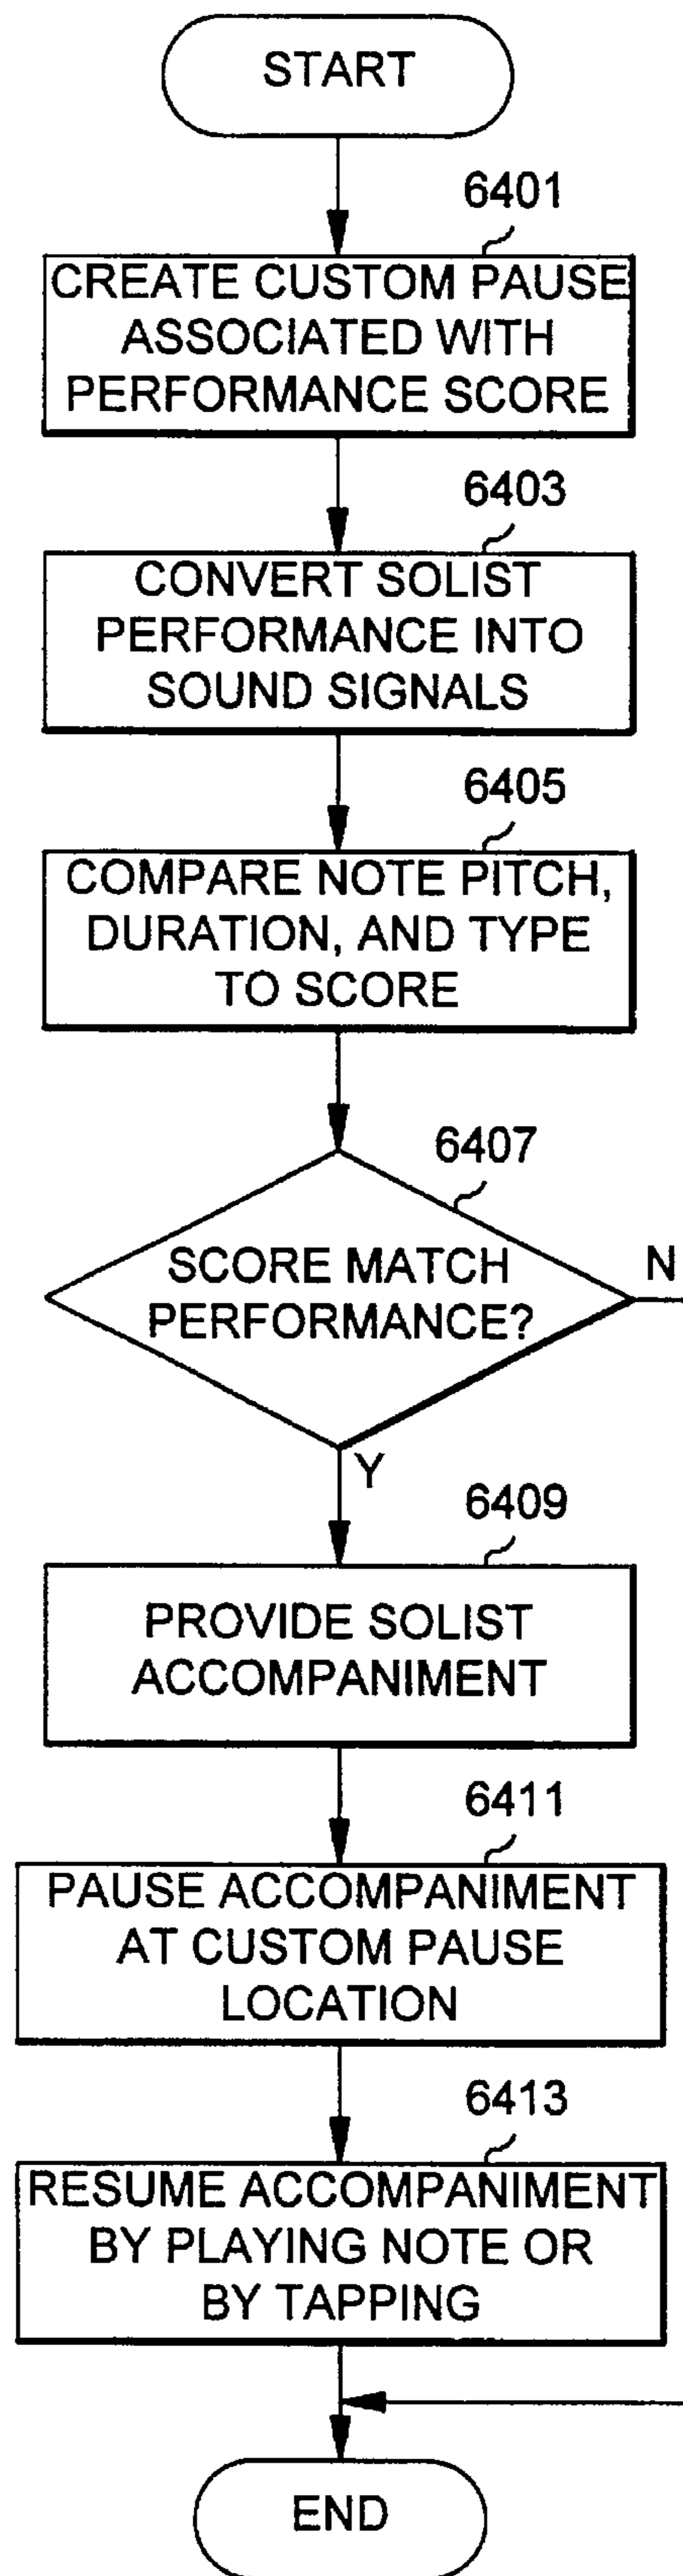 START
6401
CREATE CUSTOM PAUSE
ASSOCIATED WITH
PERFORMANCE SCORE
6403
CONVERT SOLIST
PERFORMANCE INTO
SOUND SIGNALS
6405
COMPARE NOTE PITCH,
DURATION, AND TYPE
TO SCORE
6407
SCORE MATCH
PERFORMANCE?
N
Y
6409
PROVIDE SOLIST
ACCOMPANIMENT
6411
PAUSE ACCOMPANIMENT
AT CUSTOM PAUSE
LOCATION
6413
RESUME ACCOMPANIMENT
BY PLAYING NOTE OR
BY TAPPING
END